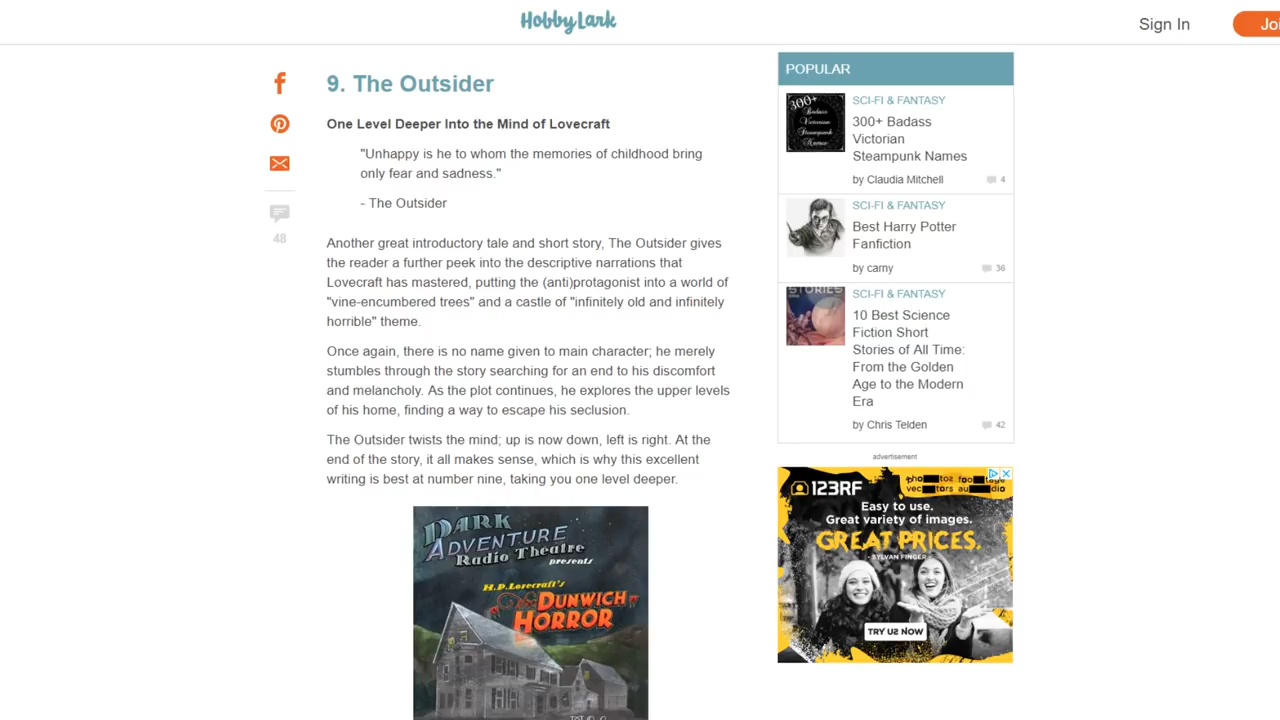 HobbyLark
Sign In
Joi
9. The Outsider
One Level Deeper Into the Mind of Lovecraft
"Unhappy is he to whom the memories of childhood bring
only fear and sadness."
- The Outsider
48
Another great introductory tale and short story, The Outsider gives
the reader a further peek into the descriptive narrations that
Lovecraft has mastered, putting the (anti)protagonist into a world of
"vine-encumbered trees" and a castle of "infinitely old and infinitely
horrible" theme.
Once again, there is no name given to main character; he merely
stumbles through the story searching for an end to his discomfort
and melancholy. As the plot continues, he explores the upper levels
of his home, finding a way to escape his seclusion.
The Outsider twists the mind; up is now down, left is right. At the
end of the story, it all makes sense, which is why this excellent
writing is best at number nine, taking you one level deeper.
DARK
ADVENTURE
Radio Theatre
presents
H.P. Lovecraft's
DUNWICH
HORROR
POPULAR
300+
Badass
Victorian
Steampunk
Names
SCI-FI & FANTASY
300+ Badass
Victorian
Steampunk Names
by Claudia Mitchell
4
SCI-FI & FANTASY
Best Harry Potter
Fanfiction
by carny
36
STORIES
SCI-FI & FANTASY
10 Best Science
Fiction Short
Stories of All Time:
From the Golden
Age to the Modern
Era
by Chris Telden
42
advertisement
123RF
Easy to use.
Great variety of images.
GREAT PRICES.
- SYLVAN FINGER -
TRY US NOW